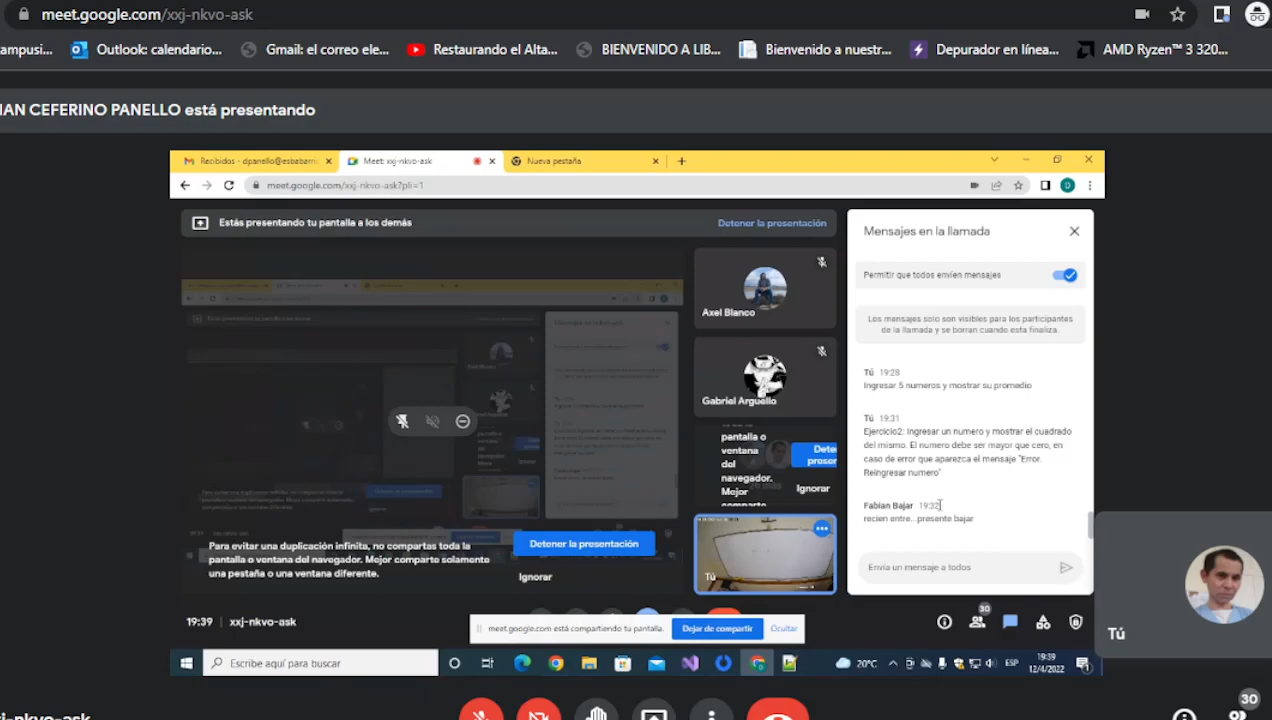 meet.google.com/xxj-nkvo-ask
ampusi...
Outlook: calendario...
Gmail: el correo ele...
Restaurando el Alta...
BIENVENIDO A LIB...
Bienvenido a nuestr...
Depurador en línea...
AMD Ryzen™ 3 320...
IAN CEFERINO PANELLO está presentando
Recibidos - dpanello@esbabarri
Meet: xxj-nkvo-ask
Nueva pestaña
meet.google.com/xxj-nkvo-ask?pli=1
Estás presentando tu pantalla a los demás
Detener la presentación
Axel Blanco
Gabriel Arguello
pantalla o
ventana
del
navegador.
Mejor
comparte
Dete
presen
Ignorar
Tú
Para evitar una duplicación infinita, no compartas toda la
pantalla o ventana del navegador. Mejor comparte solamente
una pestaña o una ventana diferente.
Detener la presentación
Ignorar
Mensajes en la llamada
Permitir que todos envíen mensajes
Los mensajes solo son visibles para los participantes
de la llamada y se borran cuando esta finaliza.
Tú 19:28
Ingresar 5 numeros y mostrar su promedio
Tú 19:31
Ejercicio2: Ingresar un numero y mostrar el cuadrado
del mismo. El numero debe ser mayor que cero, en
caso de error que aparezca el mensaje "Error.
Reingresar numero"
Fabian Bajar 19:32
recien entre...presente bajar
Envía un mensaje a todos
19:39 xxj-nkvo-ask
30
meet.google.com está compartiendo tu pantalla.
Dejar de compartir
Ocultar
Escribe aquí para buscar
20°C
ESP
19:39
12/4/2022
1
Tú
xj-nkvo-ask
30